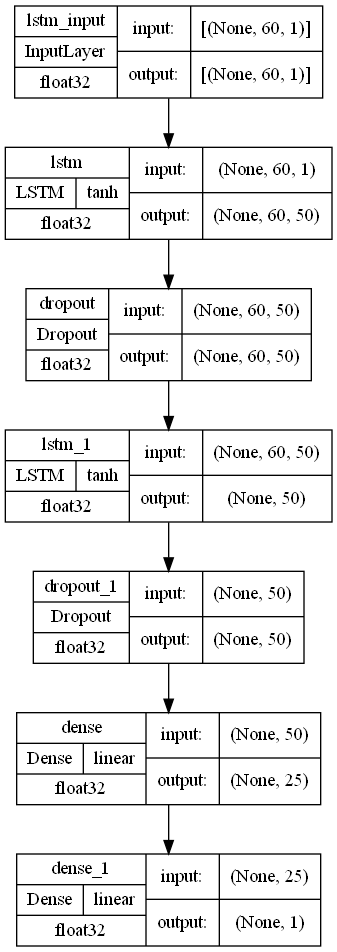 lstm_input input: [(None, 60, 1)]
InputLayer
float32 output: [(None, 60, 1)]
lstm input: (None, 60, 1)
LSTM tanh
float32 output: (None, 60, 50)
dropout input: (None, 60, 50)
Dropout
float32 output: (None, 60, 50)
lstm_1 input: (None, 60, 50)
LSTM tanh
float32 output: (None, 50)
dropout_1 input: (None, 50)
Dropout
float32 output: (None, 50)
dense input: (None, 50)
Dense linear
float32 output: (None, 25)
dense_1 input: (None, 25)
Dense linear
float32 output: (None, 1)